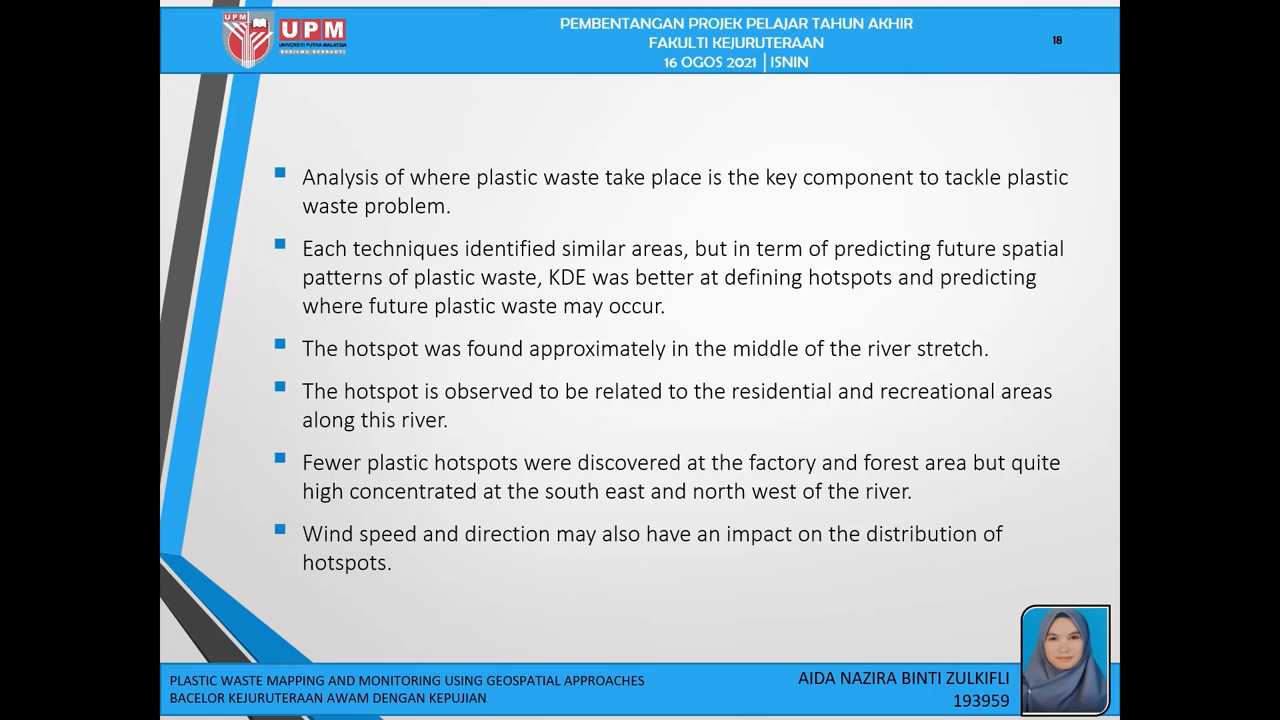 UPM
UPM
UNIVERSITI PUTRA MALAYSIA
BERILMU BERBAKTI
PEMBENTANGAN PROJEK PELAJAR TAHUN AKHIR
FAKULTI KEJURUTERAAN
16 OGOS 2021 | ISNIN
18
Analysis of where plastic waste take place is the key component to tackle plastic
waste problem.
Each techniques identified similar areas, but in term of predicting future spatial
patterns of plastic waste, KDE was better at defining hotspots and predicting
where future plastic waste may occur.
The hotspot was found approximately in the middle of the river stretch.
The hotspot is observed to be related to the residential and recreational areas
along this river.
Fewer plastic hotspots were discovered at the factory and forest area but quite
high concentrated at the south east and north west of the river.
Wind speed and direction may also have an impact on the distribution of
hotspots.
PLASTIC WASTE MAPPING AND MONITORING USING GEOSPATIAL APPROACHES
BACELOR KEJURUTERAAN AWAM DENGAN KEPUJIAN
AIDA NAZIRA BINTI ZULKIFLI
193959